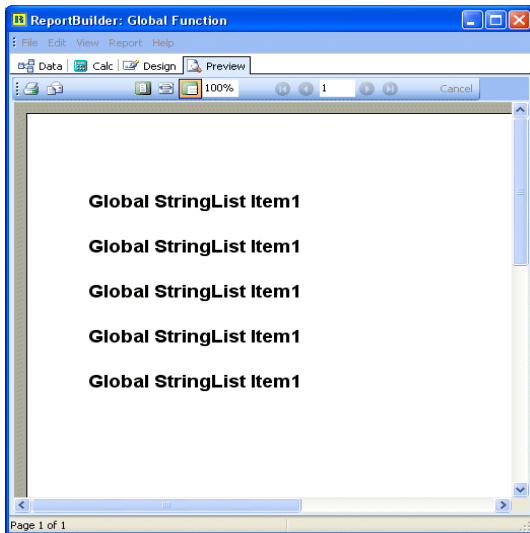 ReportBuilder: Global Function
File Edit View Report Help
Data Calc Design Preview
100% 1 Cancel
Global StringList Item1
Global StringList Item1
Global StringList Item1
Global StringList Item1
Global StringList Item1
Page 1 of 1